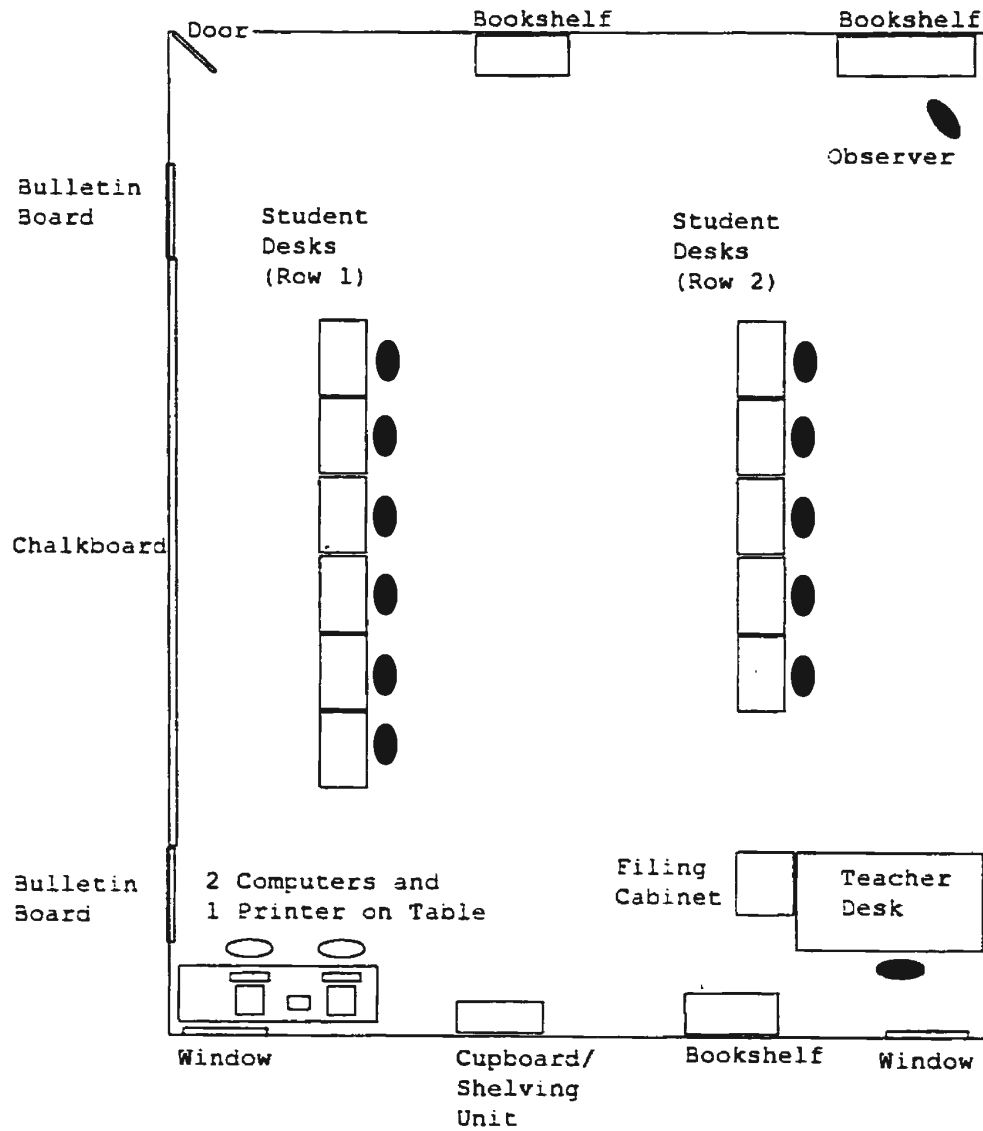 Door
Bookshelf
Bookshelf
Observer
Bulletin
Board
Student
Desks
(Row 1)
Student
Desks
(Row 2)
Chalkboard
Bulletin
Board
2 Computers and
1 Printer on Table
Filing
Cabinet
Teacher
Desk
Window
Cupboard/
Shelving
Unit
Bookshelf
Window